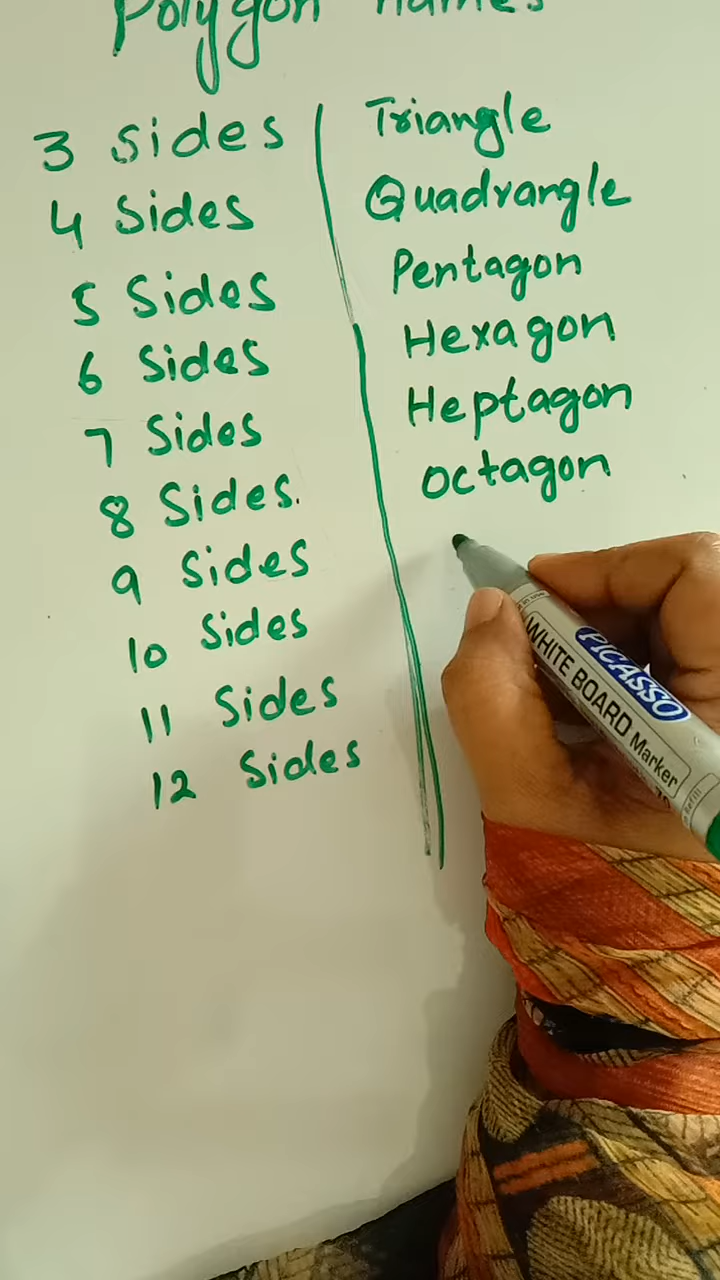 Polygon names
3 sides Triangle
4 Sides Quadrangle
5 Sides Pentagon
6 Sides Hexagon
7 Sides Heptagon
8 Sides. Octagon
9 Sides
10 Sides
11 Sides
12 Sides
PICASSO
WHITE BOARD Marker